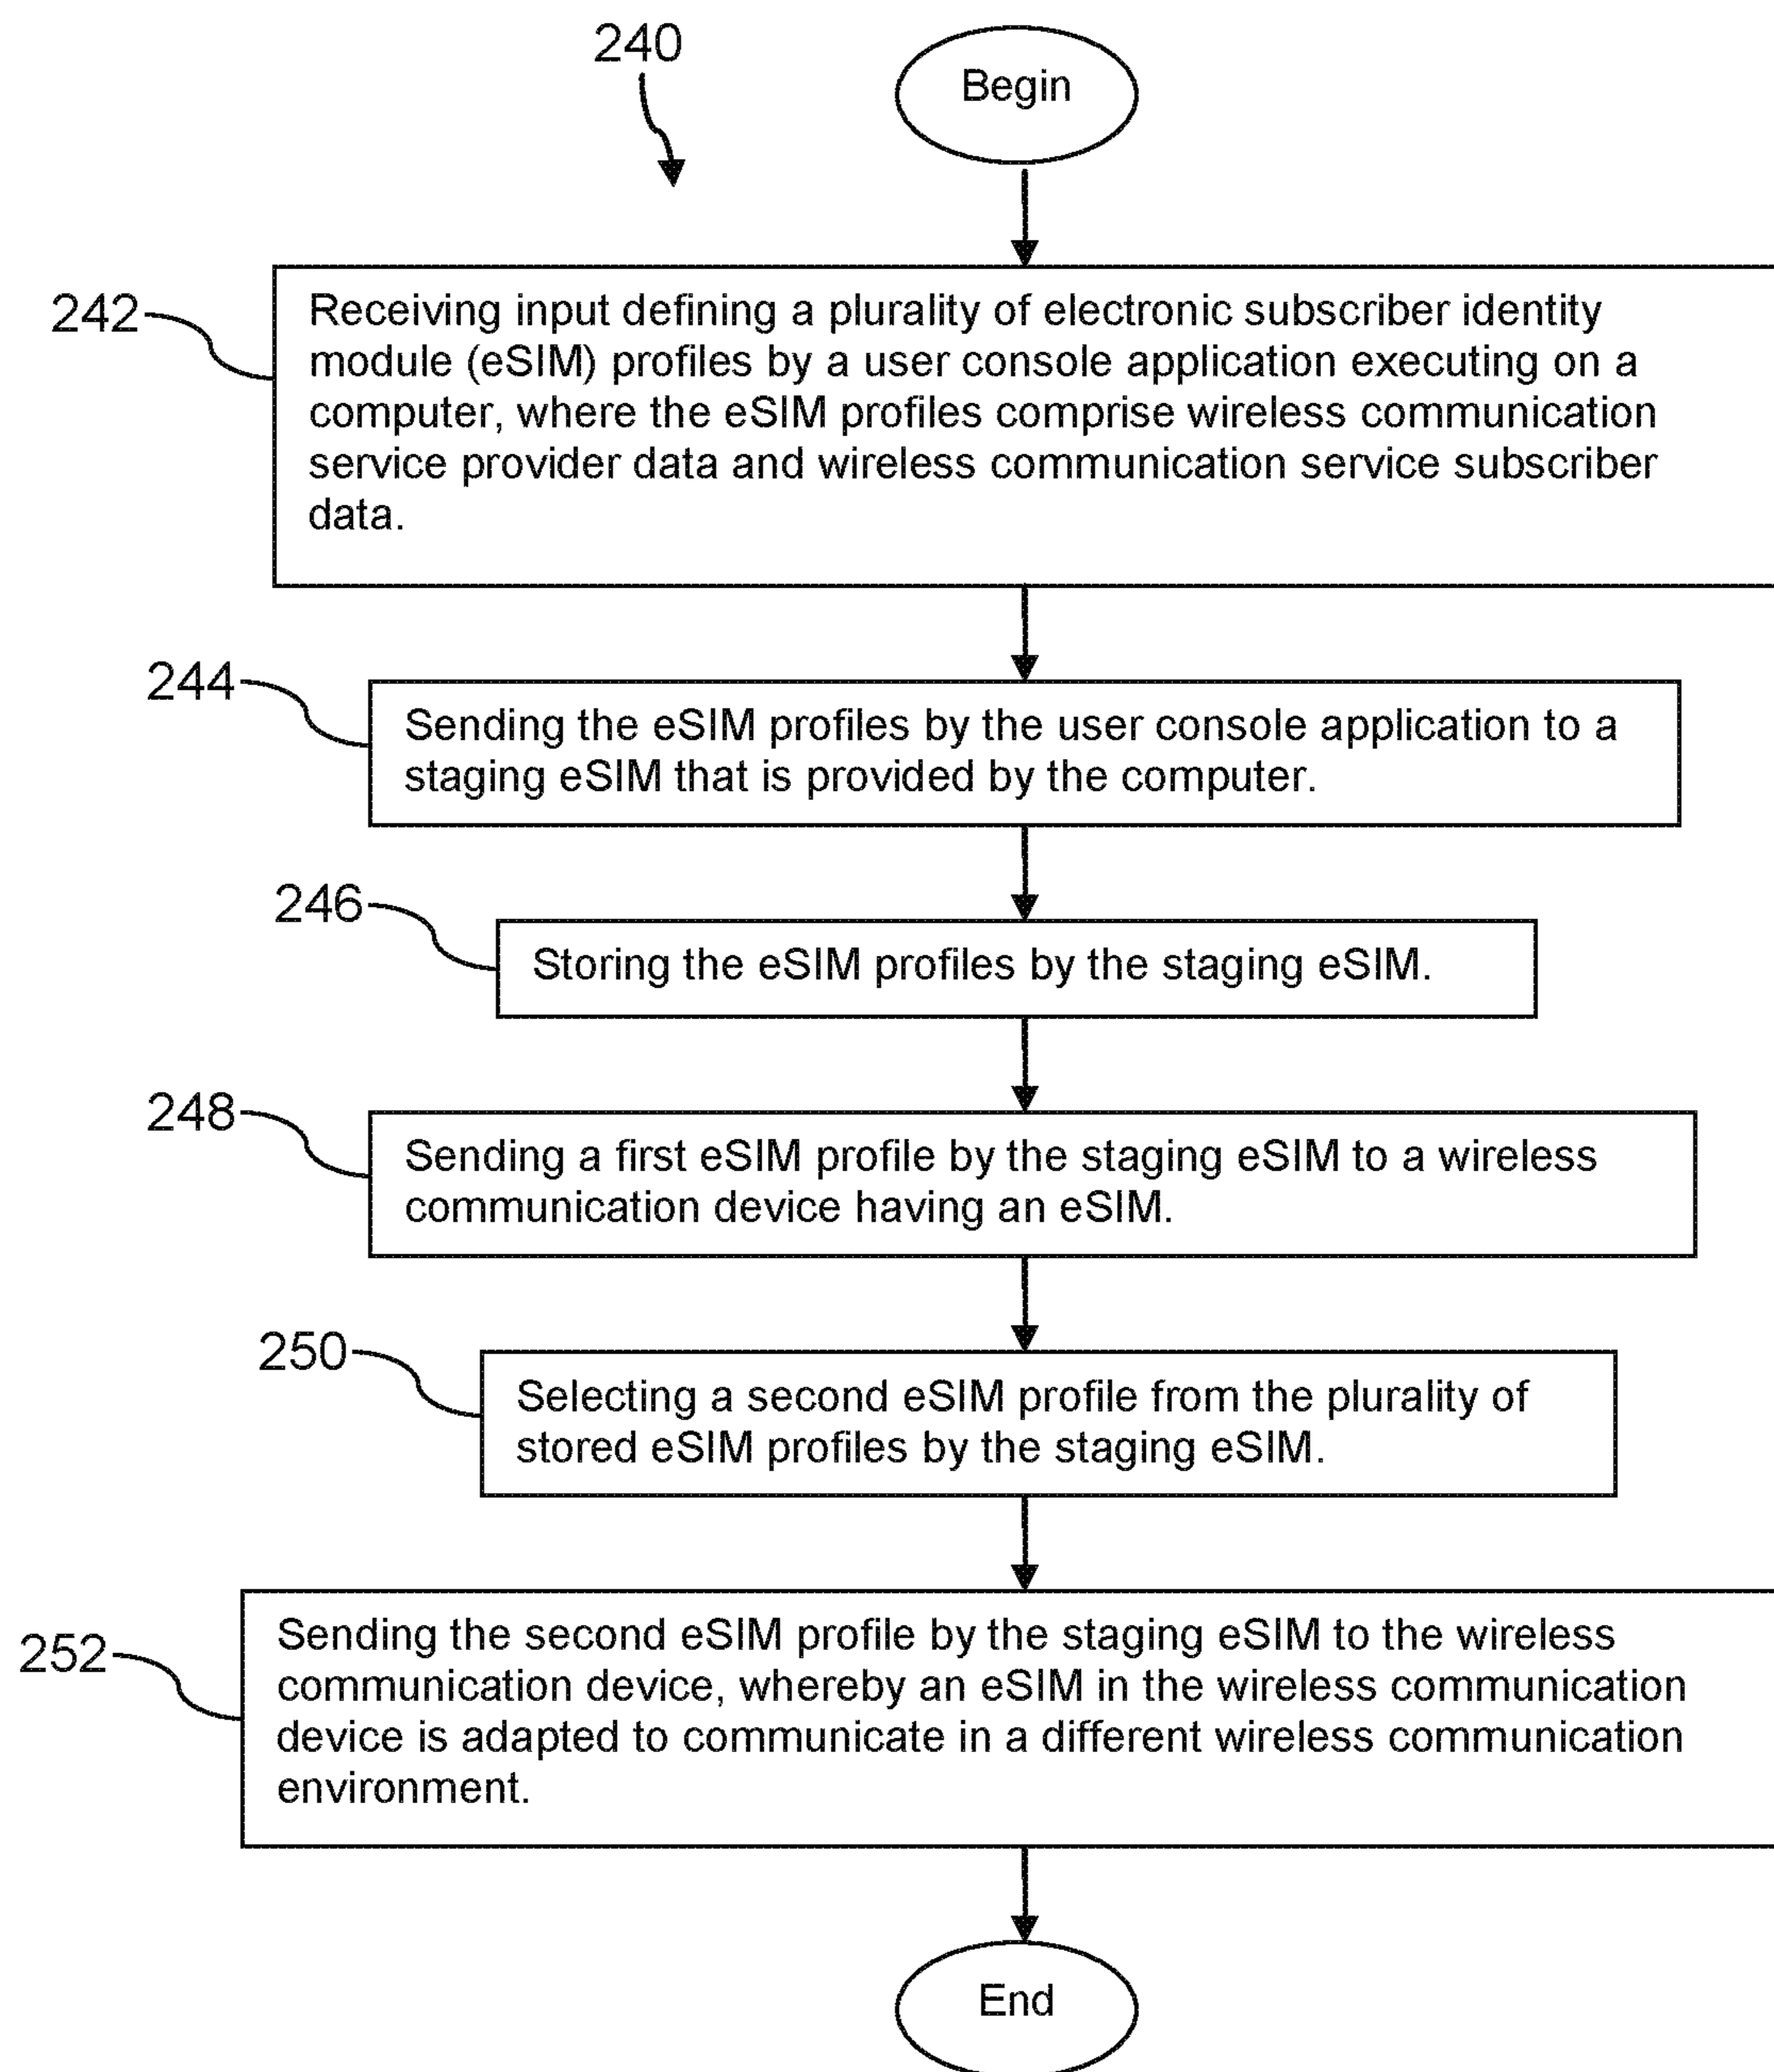 240
Begin
242
Receiving input defining a plurality of electronic subscriber identity
module (eSIM) profiles by a user console application executing on a
computer, where the eSIM profiles comprise wireless communication
service provider data and wireless communication service subscriber
data.
244
Sending the eSIM profiles by the user console application to a
staging eSIM that is provided by the computer.
246
Storing the eSIM profiles by the staging eSIM.
248
Sending a first eSIM profile by the staging eSIM to a wireless
communication device having an eSIM.
250
Selecting a second eSIM profile from the plurality of
stored eSIM profiles by the staging eSIM.
252
Sending the second eSIM profile by the staging eSIM to the wireless
communication device, whereby an eSIM in the wireless communication
device is adapted to communicate in a different wireless communication
environment.
End